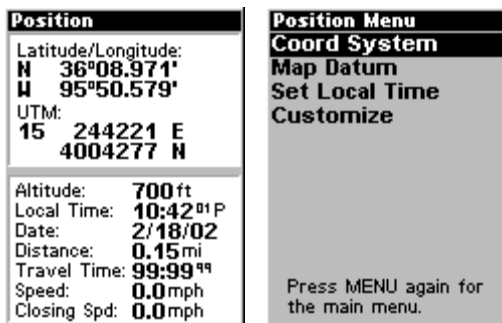 Position
Latitude/Longitude:
N 36°08.971'
W 95°50.579'
UTM:
15 244221 E
4004277 N
Altitude: 700 ft
Local Time: 10:42 01 P
Date: 2/18/02
Distance: 0.15 mi
Travel Time: 99:99 99
Speed: 0.0 mph
Closing Spd: 0.0 mph
Position Menu
Coord System
Map Datum
Set Local Time
Customize
Press MENU again for
the main menu.